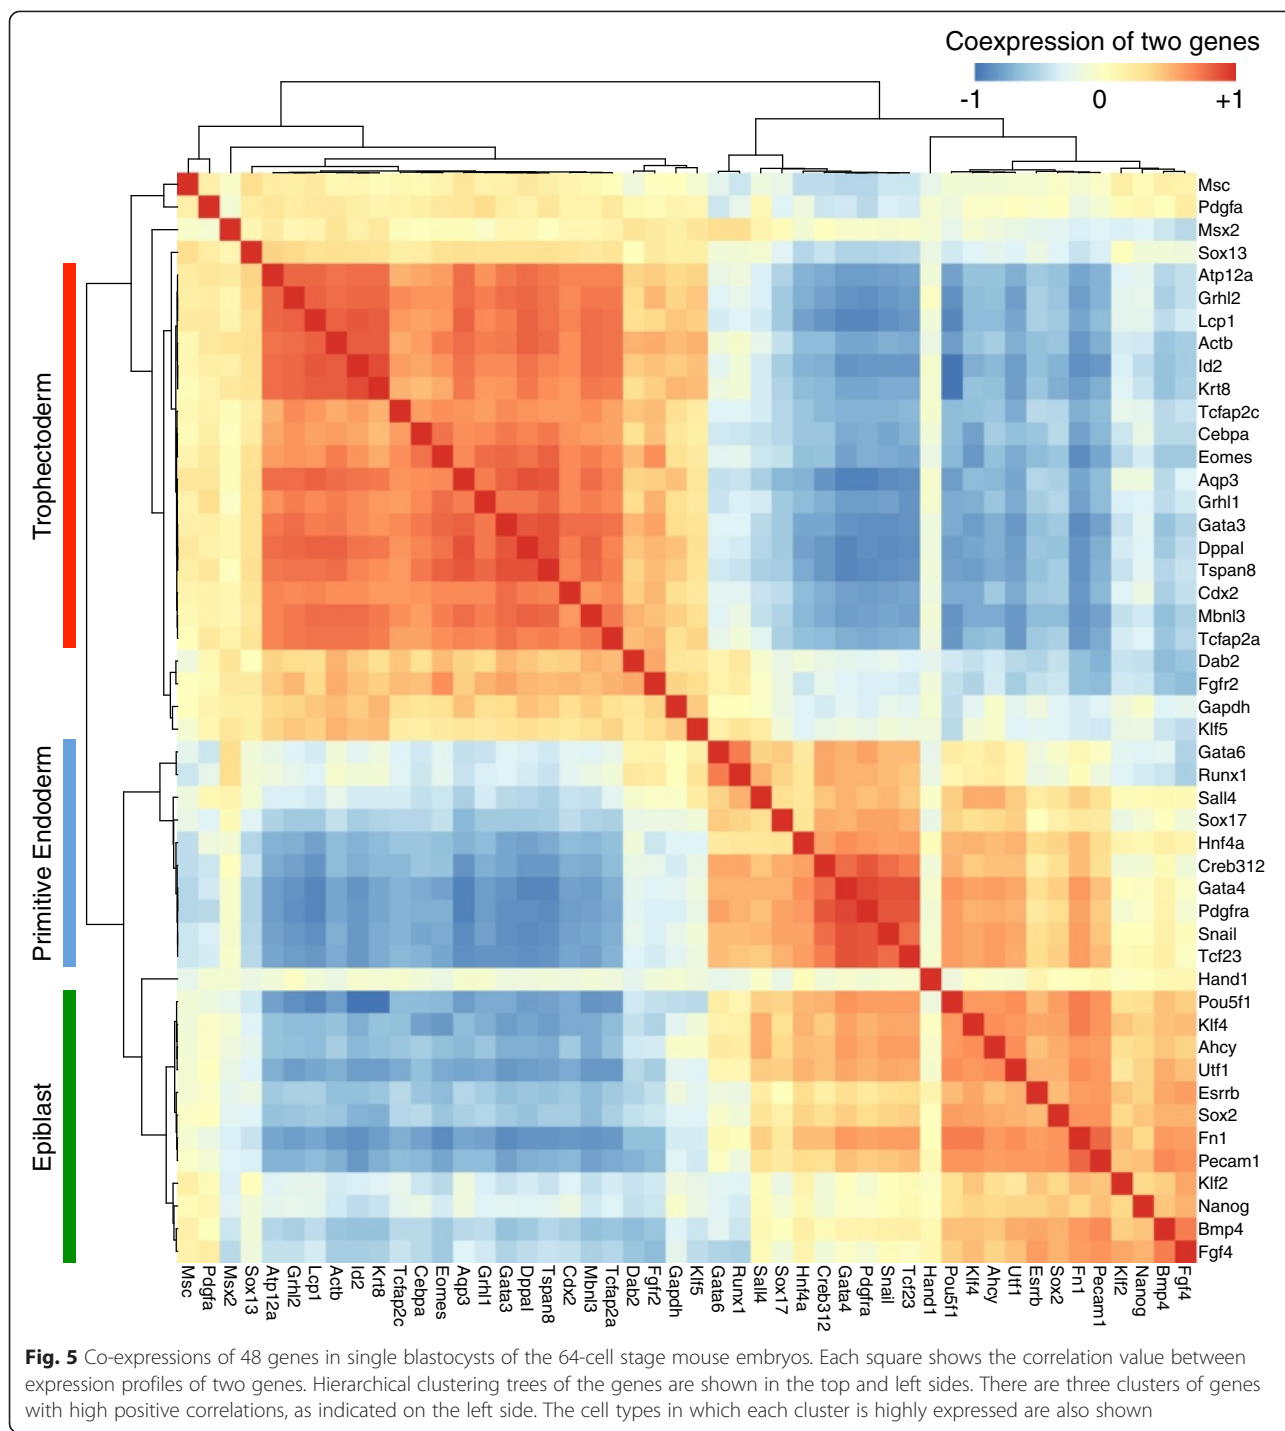 Coexpression of two genes
-1 0 +1
Msc
Pdgfa
Msx2
Sox13
Atp12a
Grhl2
Lcp1
Actb
Id2
Krt8
Tcfap2c
Cebpa
Eomes
Aqp3
Grhl1
Gata3
Dppal
Tspan8
Cdx2
Mbnl3
Tcfap2a
Dab2
Fgfr2
Gapdh
Klf5
Gata6
Runx1
Sall4
Sox17
Hnf4a
Creb312
Gata4
Pdgfra
Snail
Tcf23
Hand1
Pou5f1
Klf4
Ahcy
Utf1
Esrrb
Sox2
Fn1
Pecam1
Klf2
Nanog
Bmp4
Fgf4
Trophectoderm
Primitive Endoderm
Epiblast
Msc
Pdgfa
Msx2
Sox13
Atp12a
Grhl2
Lcp1
Actb
Id2
Krt8
Tcfap2c
Cebpa
Eomes
Aqp3
Grhl1
Gata3
Dppal
Tspan8
Cdx2
Mbnl3
Tcfap2a
Dab2
Fgfr2
Gapdh
Klf5
Gata6
Runx1
Sall4
Sox17
Hnf4a
Creb312
Gata4
Pdgfra
Snail
Tcf23
Hand1
Pou5f1
Klf4
Ahcy
Utf1
Esrrb
Sox2
Fn1
Pecam1
Klf2
Nanog
Bmp4
Fgf4
Fig. 5 Co-expressions of 48 genes in single blastocysts of the 64-cell stage mouse embryos. Each square shows the correlation value between
expression profiles of two genes. Hierarchical clustering trees of the genes are shown in the top and left sides. There are three clusters of genes
with high positive correlations, as indicated on the left side. The cell types in which each cluster is highly expressed are also shown